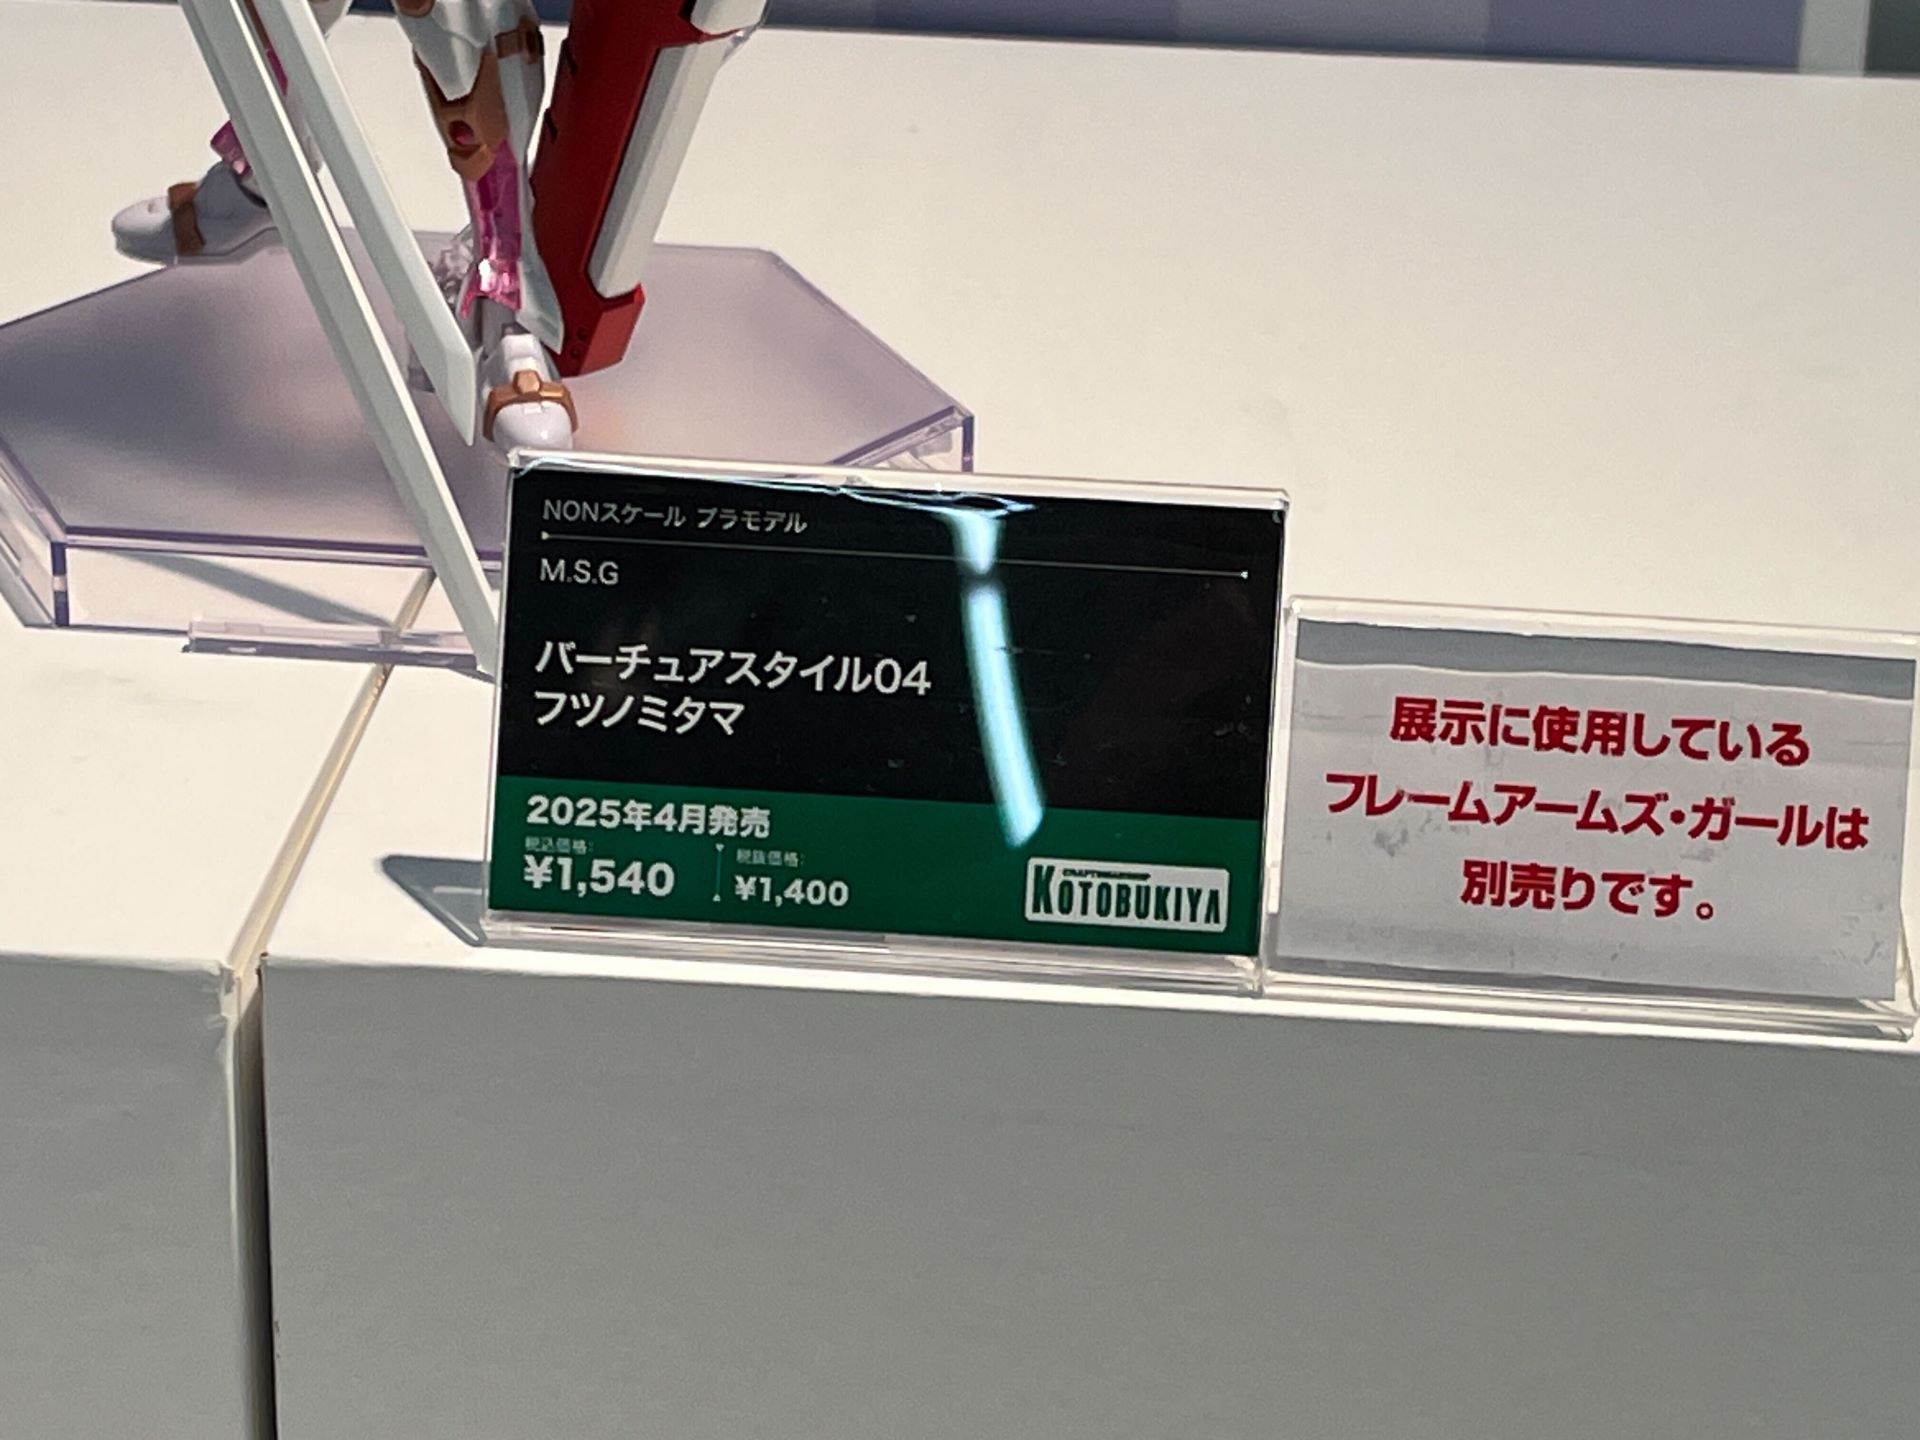 NONスケール プラモデル
M.S.G
バーチュアスタイル04
フツノミタマ
2025年4月発売
税込価格:
¥1,540
税抜価格:
¥1,400
KOTOBUKIYA
展示に使用している
フレームアームズ・ガールは
別売りです。